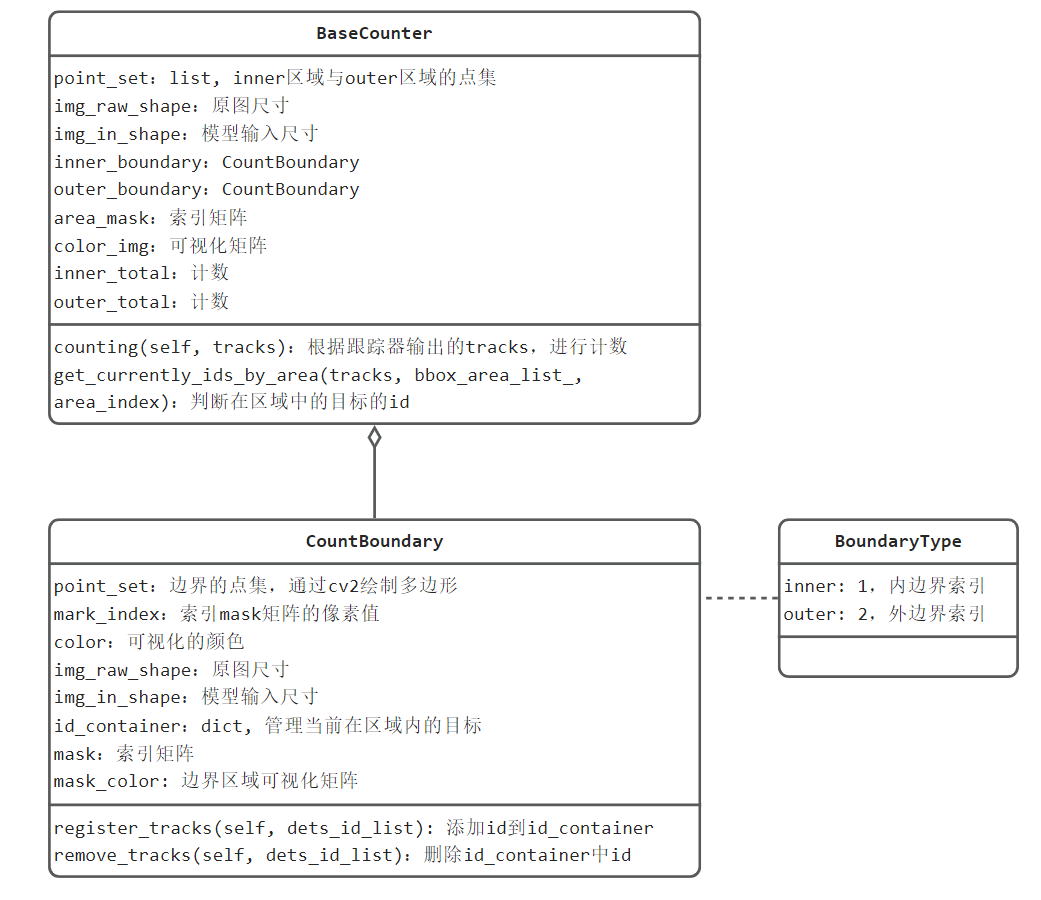 BaseCounter
point_set：list, inner区域与outer区域的点集
img_raw_shape：原图尺寸
img_in_shape：模型输入尺寸
inner_boundary：CountBoundary
outer_boundary：CountBoundary
area_mask：索引矩阵
color_img：可视化矩阵
inner_total：计数
outer_total：计数
counting(self, tracks)：根据跟踪器输出的tracks，进行计数
get_currently_ids_by_area(tracks, bbox_area_list_,
area_index)：判断在区域中的目标的id
CountBoundary
point_set：边界的点集，通过cv2绘制多边形
mark_index：索引mask矩阵的像素值
color：可视化的颜色
img_raw_shape：原图尺寸
img_in_shape：模型输入尺寸
id_container：dict, 管理当前在区域内的目标
mask：索引矩阵
mask_color: 边界区域可视化矩阵
register_tracks(self, dets_id_list)：添加id到id_container
remove_tracks(self, dets_id_list)：删除id_container中id
BoundaryType
inner: 1，内边界索引
outer: 2，外边界索引